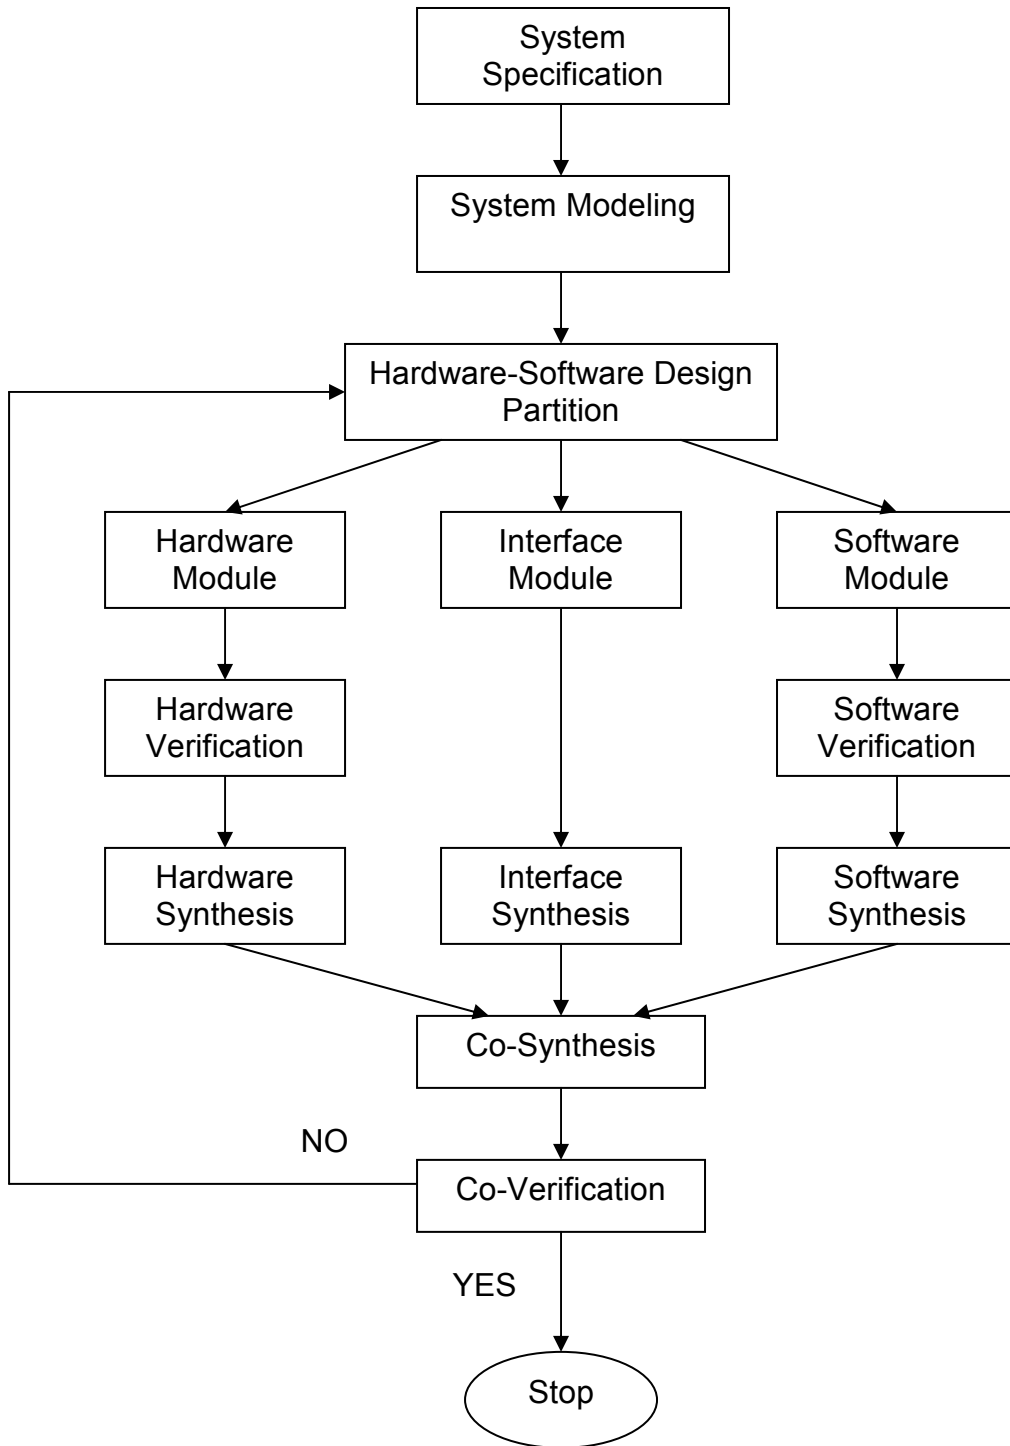 System
Specification
System Modeling
Hardware-Software Design
Partition
Hardware
Module
Interface
Module
Software
Module
Hardware
Verification
Software
Verification
Hardware
Synthesis
Interface
Synthesis
Software
Synthesis
Co-Synthesis
NO
Co-Verification
YES
Stop